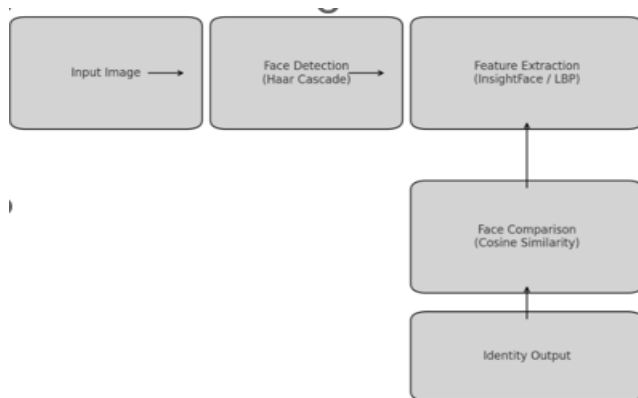 Input Image
Face Detection
(Haar Cascade)
Feature Extraction
(InsightFace / LBP)
Face Comparison
(Cosine Similarity)
Identity Output